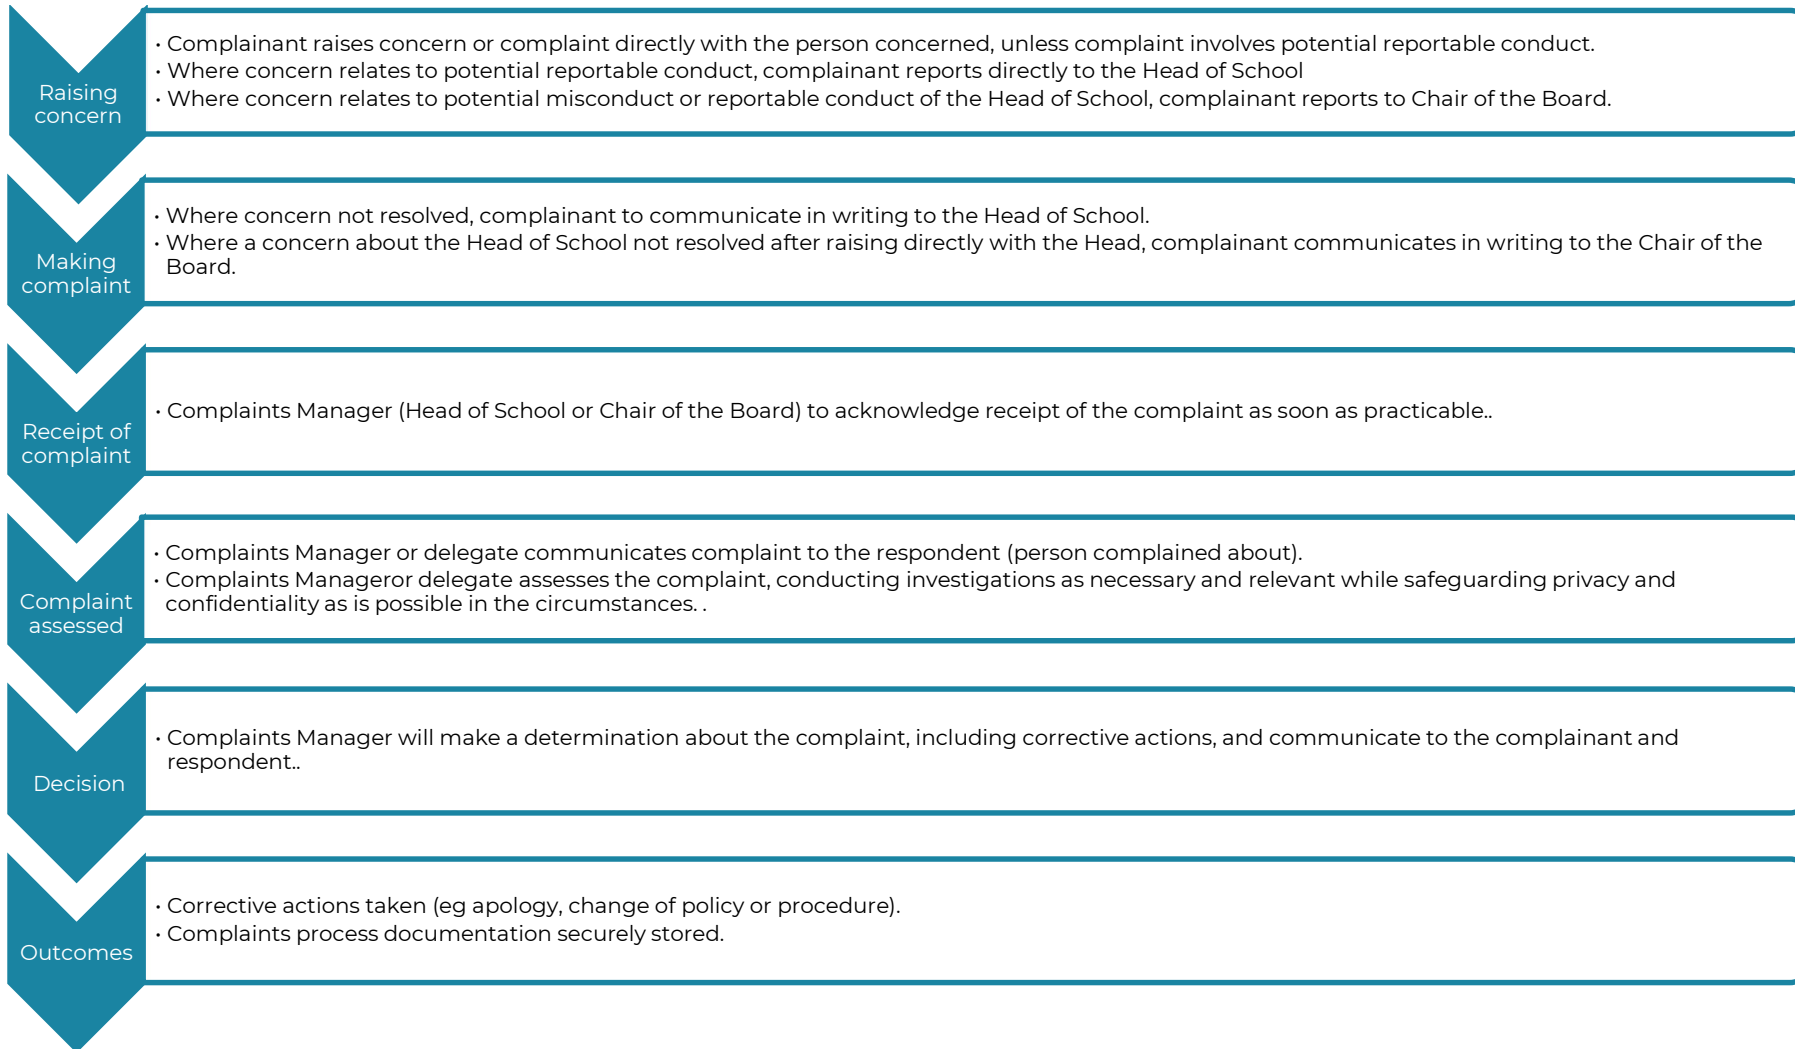 Raising
concern
· Complainant raises concern or complaint directly with the person concerned, unless complaint involves potential reportable conduct.
· Where concern relates to potential reportable conduct, complainant reports directly to the Head of School
· Where concern relates to potential misconduct or reportable conduct of the Head of School, complainant reports to Chair of the Board.
Making
complaint
· Where concern not resolved, complainant to communicate in writing to the Head of School.
· Where a concern about the Head of School not resolved after raising directly with the Head, complainant communicates in writing to the Chair of the
Board.
Receipt of
complaint
· Complaints Manager (Head of School or Chair of the Board) to acknowledge receipt of the complaint as soon as practicable..
Complaint
assessed
· Complaints Manager or delegate communicates complaint to the respondent (person complained about).
· Complaints Manageror delegate assesses the complaint, conducting investigations as necessary and relevant while safeguarding privacy and
confidentiality as is possible in the circumstances. .
Decision
· Complaints Manager will make a determination about the complaint, including corrective actions, and communicate to the complainant and
respondent..
Outcomes
· Corrective actions taken (eg apology, change of policy or procedure).
· Complaints process documentation securely stored.